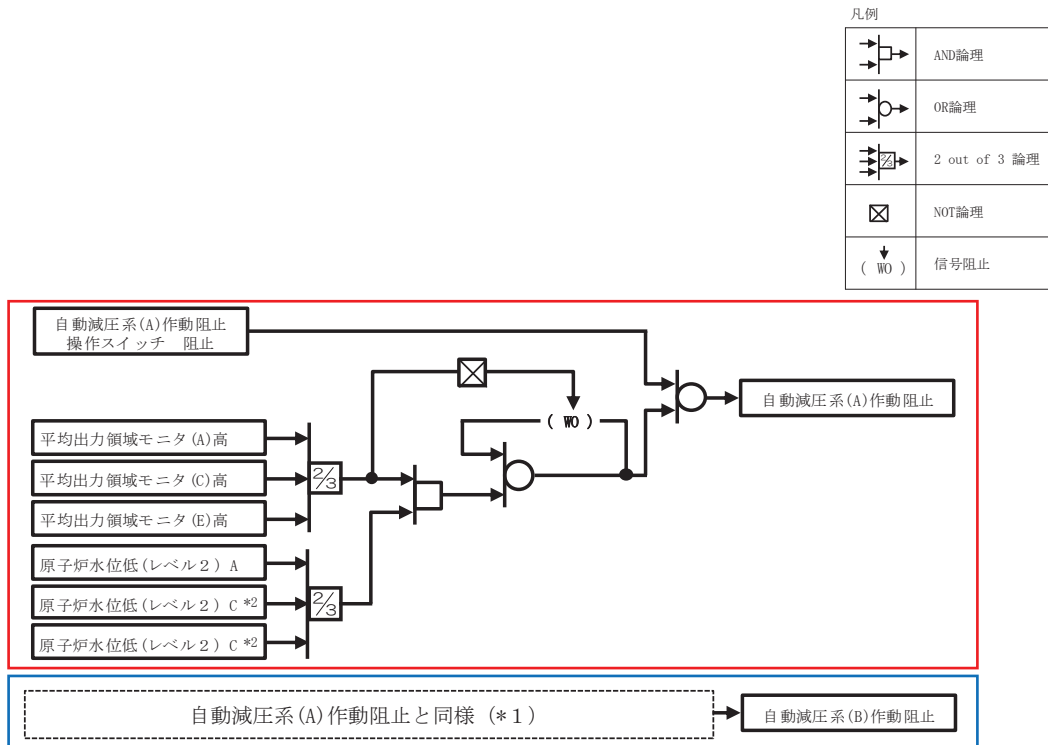 凡例
AND論理
OR論理
2/3
2 out of 3 論理
NOT論理
( WO )
信号阻止
自動減圧系(A)作動阻止
操作スイッチ 阻止
( WO )
自動減圧系(A)作動阻止
平均出力領域モニタ(A)高
平均出力領域モニタ(C)高
2/3
平均出力領域モニタ(E)高
原子炉水位低(レベル2) A
原子炉水位低(レベル2) C *2
2/3
原子炉水位低(レベル2) C *2
自動減圧系(A)作動阻止と同様 (*1)
自動減圧系(B)作動阻止